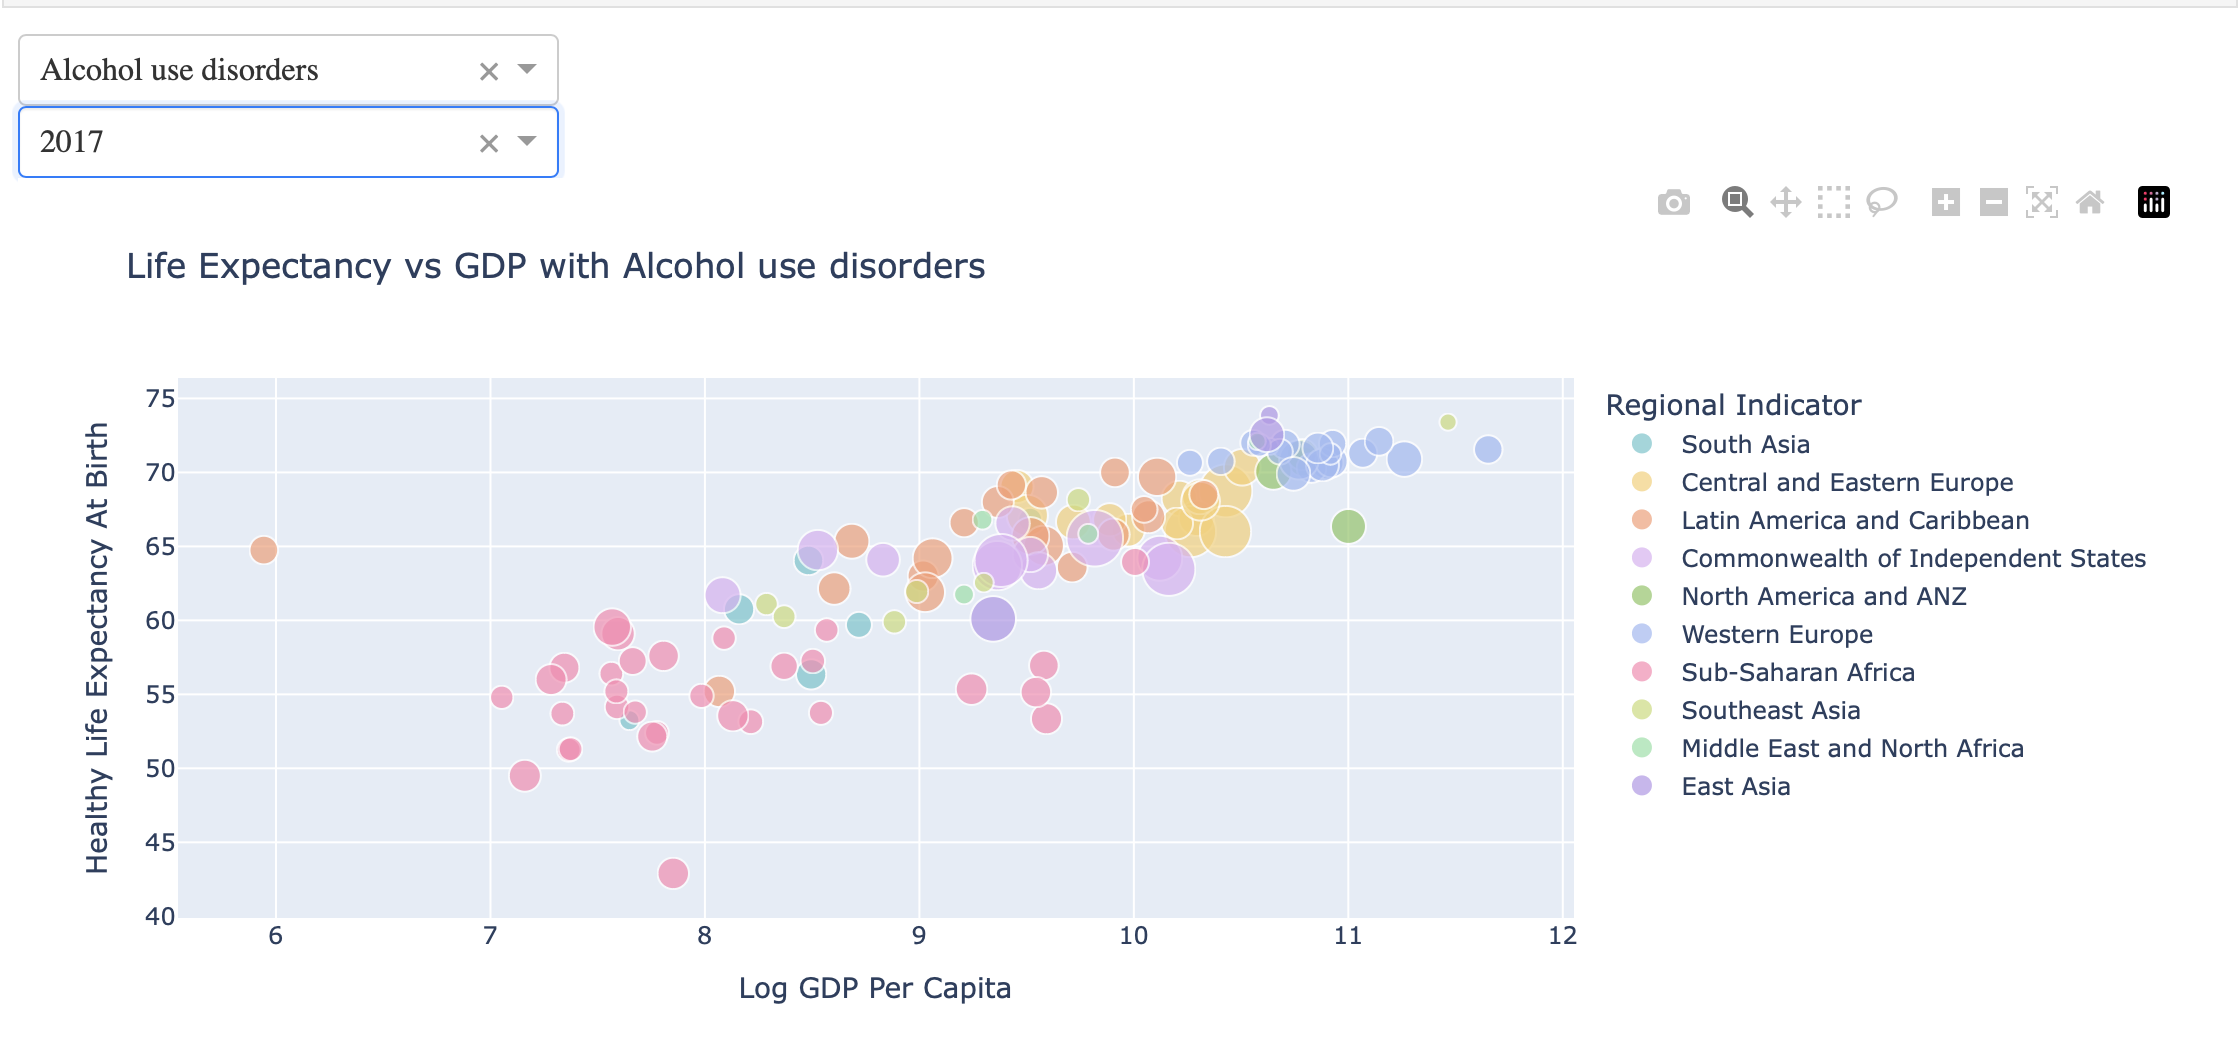 Alcohol use disorders
2017
Life Expectancy vs GDP with Alcohol use disorders
Healthy Life Expectancy At Birth
75
70
65
60
55
50
45
40
6 7 8 9 10 11 12
Log GDP Per Capita
Regional Indicator
South Asia
Central and Eastern Europe
Latin America and Caribbean
Commonwealth of Independent States
North America and ANZ
Western Europe
Sub-Saharan Africa
Southeast Asia
Middle East and North Africa
East Asia